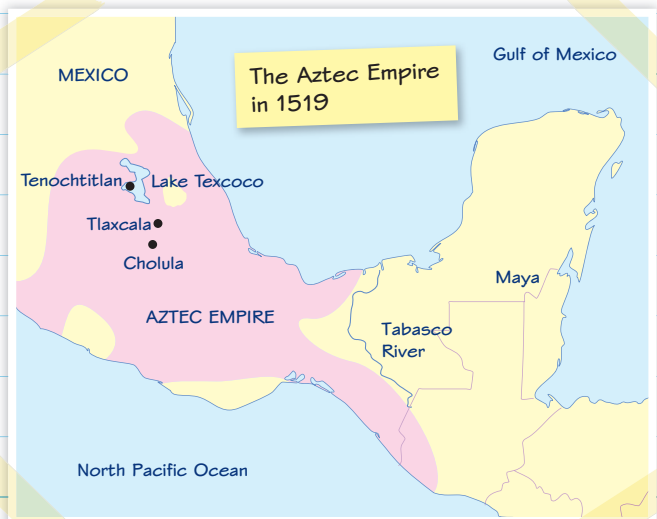 The Aztec Empire
in 1519
Gulf of Mexico
MEXICO
Tenochtitlan
Lake Texcoco
Tlaxcala
Cholula
Maya
AZTEC EMPIRE
Tabasco
River
North Pacific Ocean